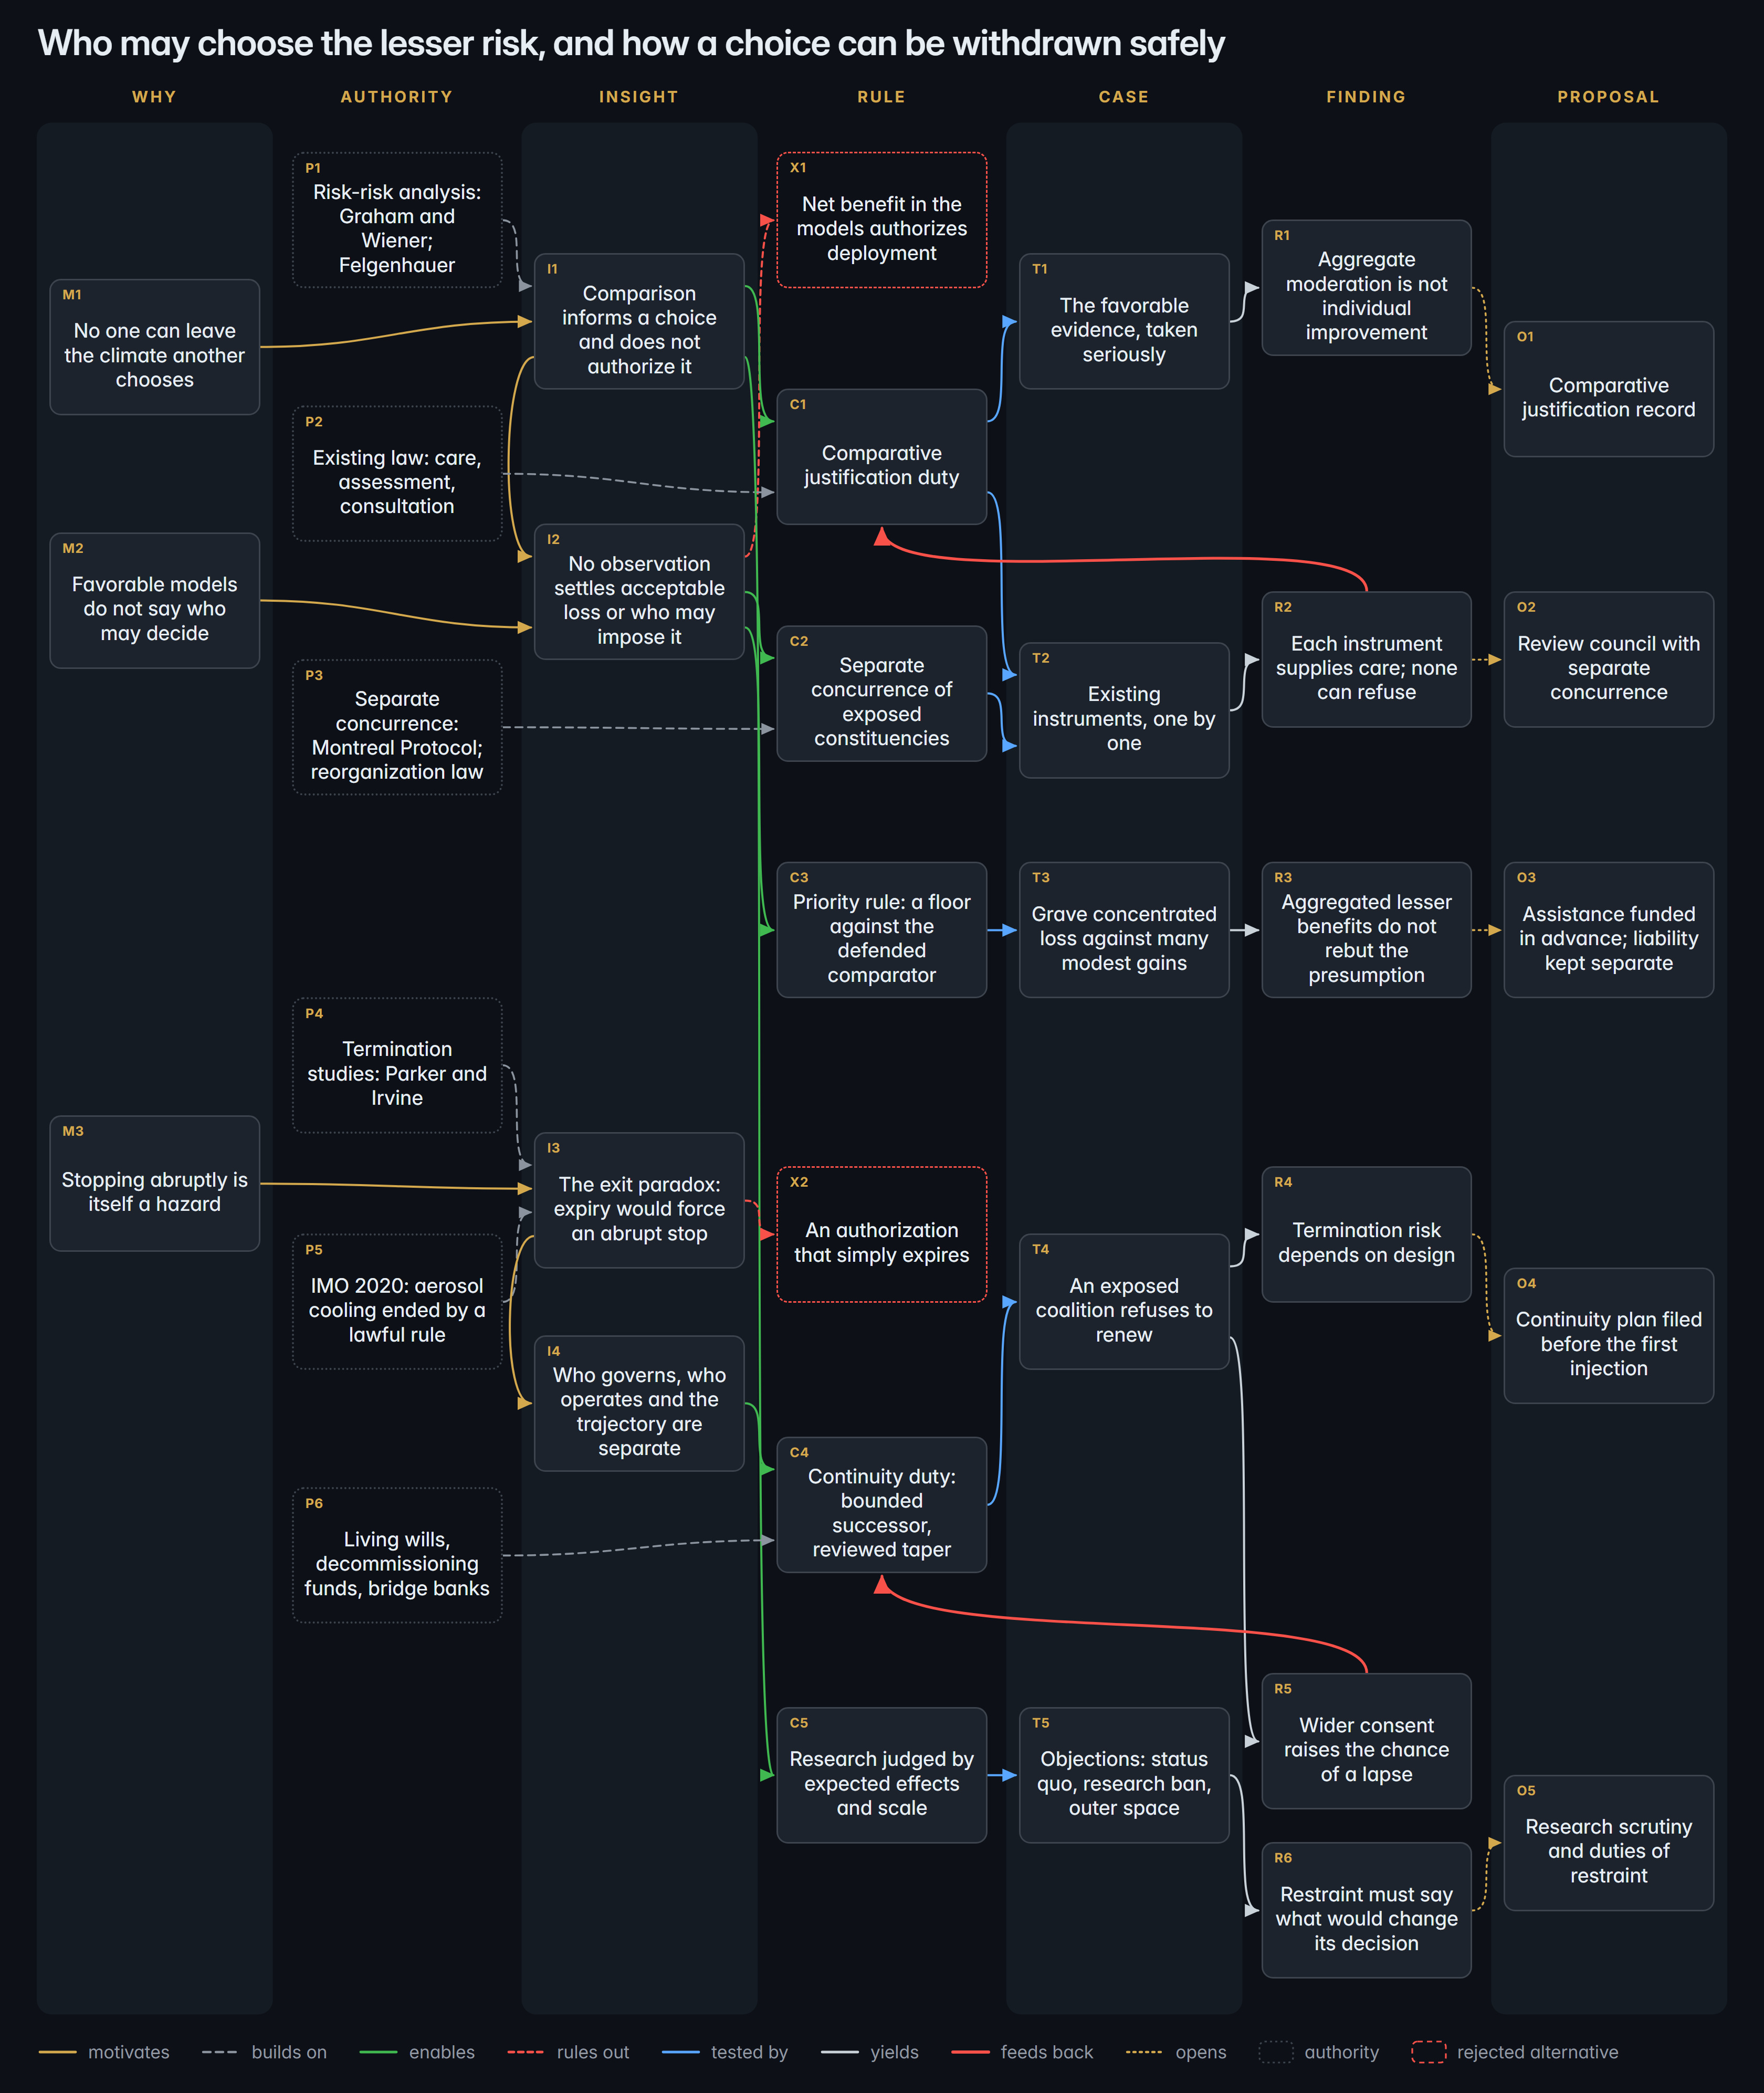 Who may choose the lesser risk, and how a choice can be withdrawn safely
WHY
AUTHORITY
INSIGHT
RULE
CASE
FINDING
PROPOSAL
M1
No one can leave
the climate another
chooses
M2
Favorable models
do not say who
may decide
M3
Stopping abruptly is
itself a hazard
P1
Risk-risk analysis:
Graham and
Wiener;
Felgenhauer
P2
Existing law: care,
assessment,
consultation
P3
Separate
concurrence:
Montreal Protocol;
reorganization law
P4
Termination
studies: Parker and
Irvine
P5
IMO 2020: aerosol
cooling ended by a
lawful rule
P6
Living wills,
decommissioning
funds, bridge banks
I1
Comparison
informs a choice
and does not
authorize it
I2
No observation
settles acceptable
loss or who may
impose it
I3
The exit paradox:
expiry would force
an abrupt stop
I4
Who governs, who
operates and the
trajectory are
separate
X1
Net benefit in the
models authorizes
deployment
C1
Comparative
justification duty
C2
Separate
concurrence of
exposed
constituencies
C3
Priority rule: a floor
against the
defended
comparator
X2
An authorization
that simply expires
C4
Continuity duty:
bounded
successor,
reviewed taper
C5
Research judged by
expected effects
and scale
T1
The favorable
evidence, taken
seriously
T2
Existing
instruments, one by
one
T3
Grave concentrated
loss against many
modest gains
T4
An exposed
coalition refuses to
renew
T5
Objections: status
quo, research ban,
outer space
R1
Aggregate
moderation is not
individual
improvement
R2
Each instrument
supplies care; none
can refuse
R3
Aggregated lesser
benefits do not
rebut the
presumption
R4
Termination risk
depends on design
R5
Wider consent
raises the chance
of a lapse
R6
Restraint must say
what would change
its decision
O1
Comparative
justification record
O2
Review council with
separate
concurrence
O3
Assistance funded
in advance; liability
kept separate
O4
Continuity plan filed
before the first
injection
O5
Research scrutiny
and duties of
restraint
motivates
builds on
enables
rules out
tested by
yields
feeds back
opens
authority
rejected alternative